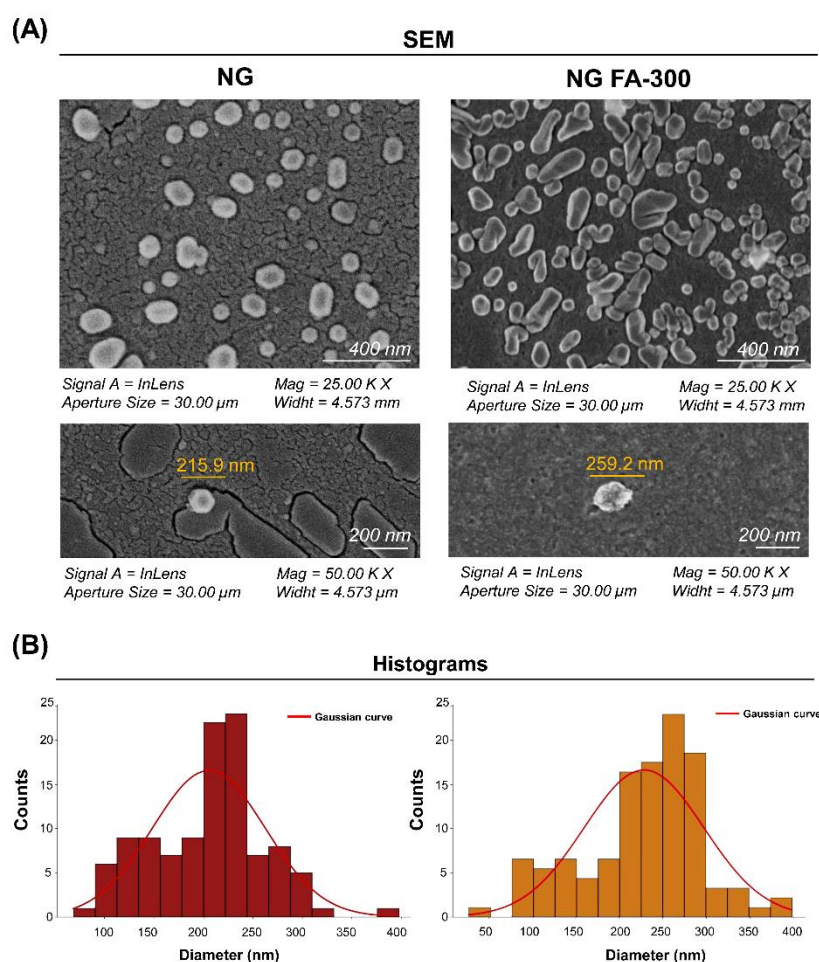 (A)
SEM
NG NG FA-300
400 nm 400 nm
Signal A = InLens Mag = 25.00 K X Signal A = InLens Mag = 25.00 K X
Aperture Size = 30.00 µm Widht = 4.573 mm Aperture Size = 30.00 µm Widht = 4.573 mm
215.9 nm 259.2 nm
200 nm 200 nm
Signal A = InLens Mag = 50.00 K X Signal A = InLens Mag = 50.00 K X
Aperture Size = 30.00 µm Widht = 4.573 µm Aperture Size = 30.00 µm Widht = 4.573 µm
(B)
Histograms
25 25
Gaussian curve Gaussian curve
20 20
15 15
Counts Counts
10 10
5 5
0 0
100 150 200 250 300 350 400 50 100 150 200 250 300 350 400
Diameter (nm) Diameter (nm)